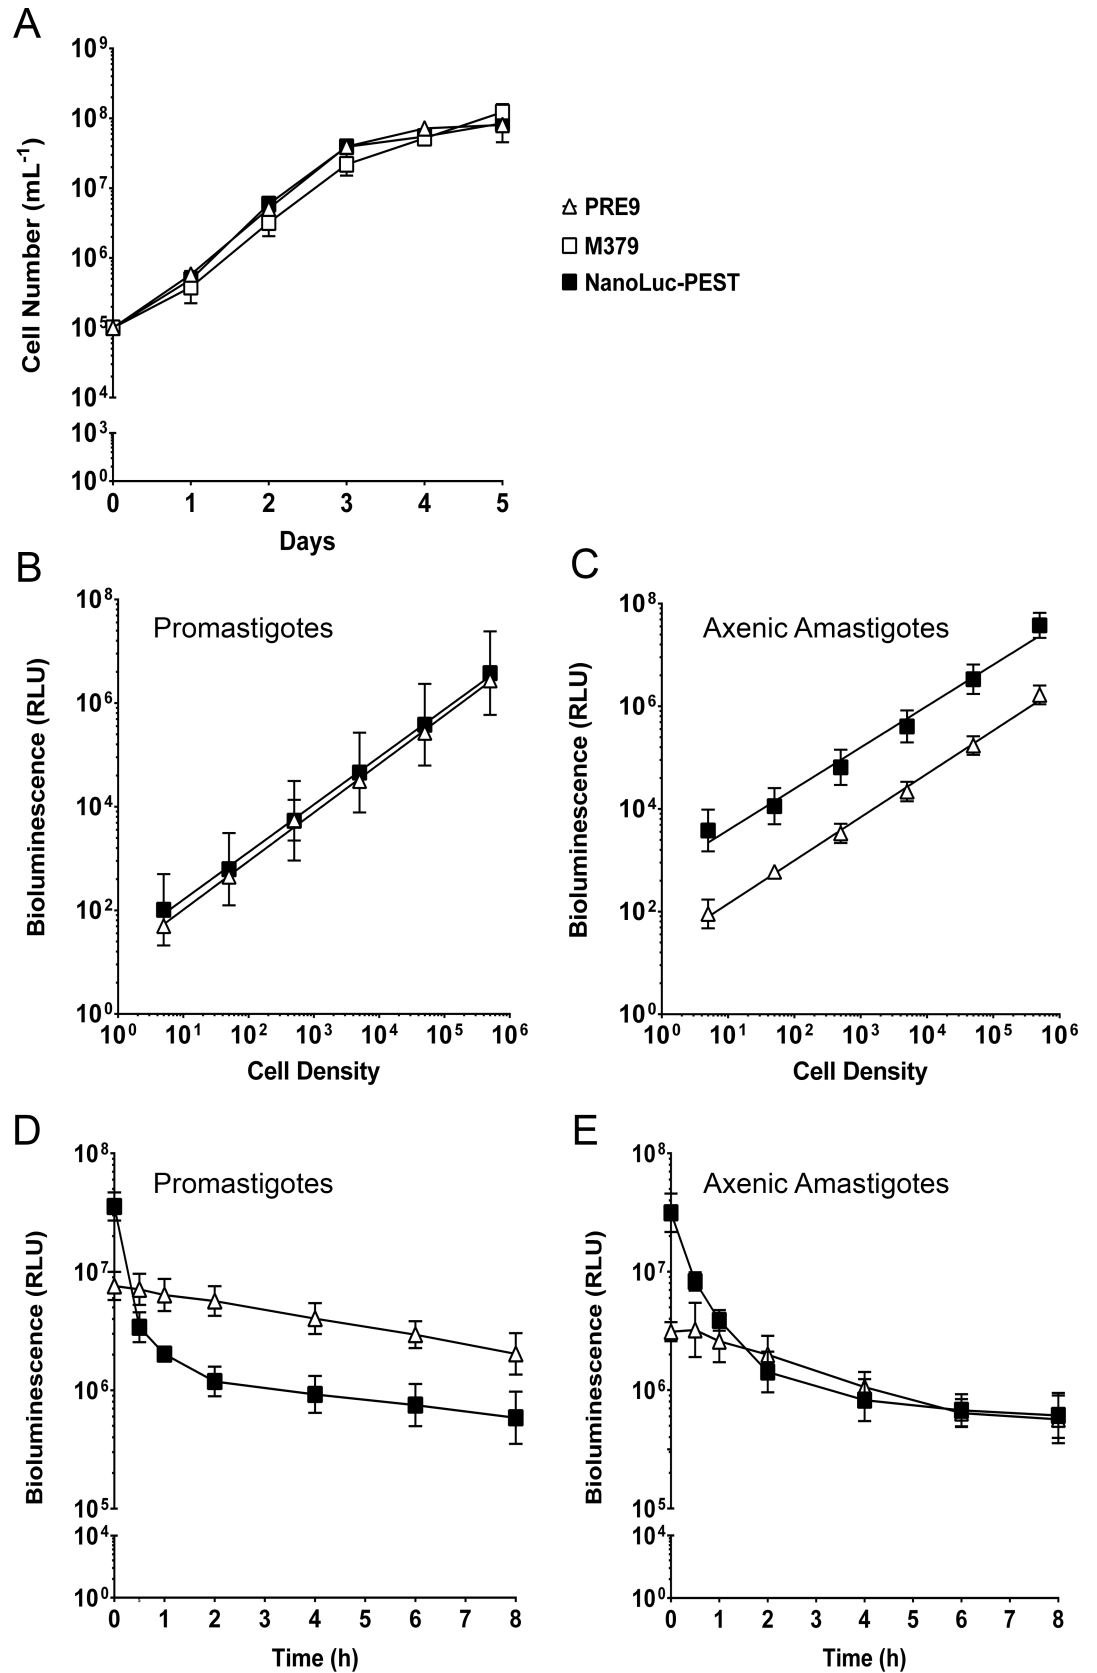 A
10⁹
10⁸
10⁷
10⁶
10⁵
10⁴
10³
10⁰
Cell Number (mL⁻¹)
0 1 2 3 4 5
Days
PRE9
M379
NanoLuc-PEST
B
Promastigotes
10⁸
10⁶
10⁴
10²
10⁰
Bioluminescence (RLU)
10⁰ 10¹ 10² 10³ 10⁴ 10⁵ 10⁶
Cell Density
C
Axenic Amastigotes
10⁸
10⁶
10⁴
10²
10⁰
Bioluminescence (RLU)
10⁰ 10¹ 10² 10³ 10⁴ 10⁵ 10⁶
Cell Density
D
Promastigotes
10⁸
10⁷
10⁶
10⁵
10⁴
10⁰
Bioluminescence (RLU)
0 1 2 3 4 5 6 7 8
Time (h)
E
Axenic Amastigotes
10⁸
10⁷
10⁶
10⁵
10⁴
10⁰
Bioluminescence (RLU)
0 1 2 3 4 5 6 7 8
Time (h)